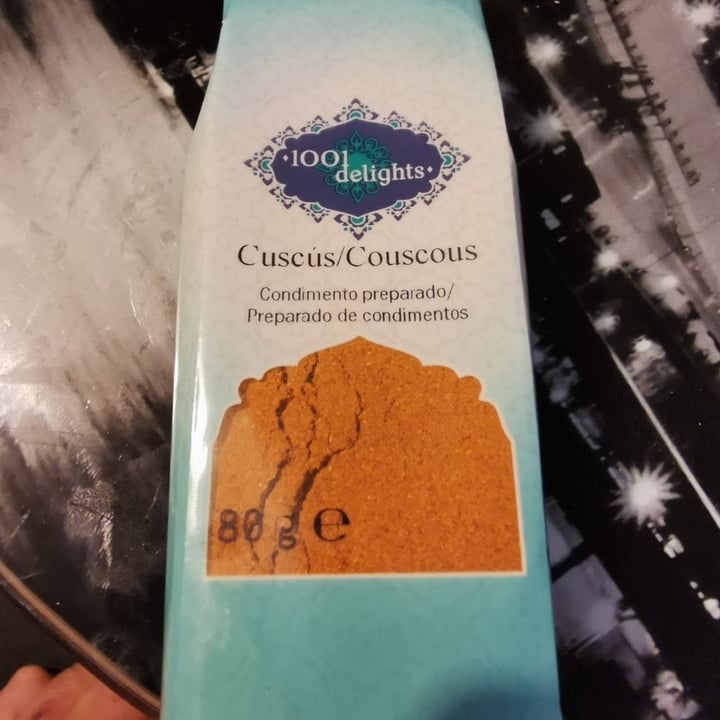 1001
delights
Cuscús/Couscous
Condimento preparado/
Preparado de condimentos
80 g e